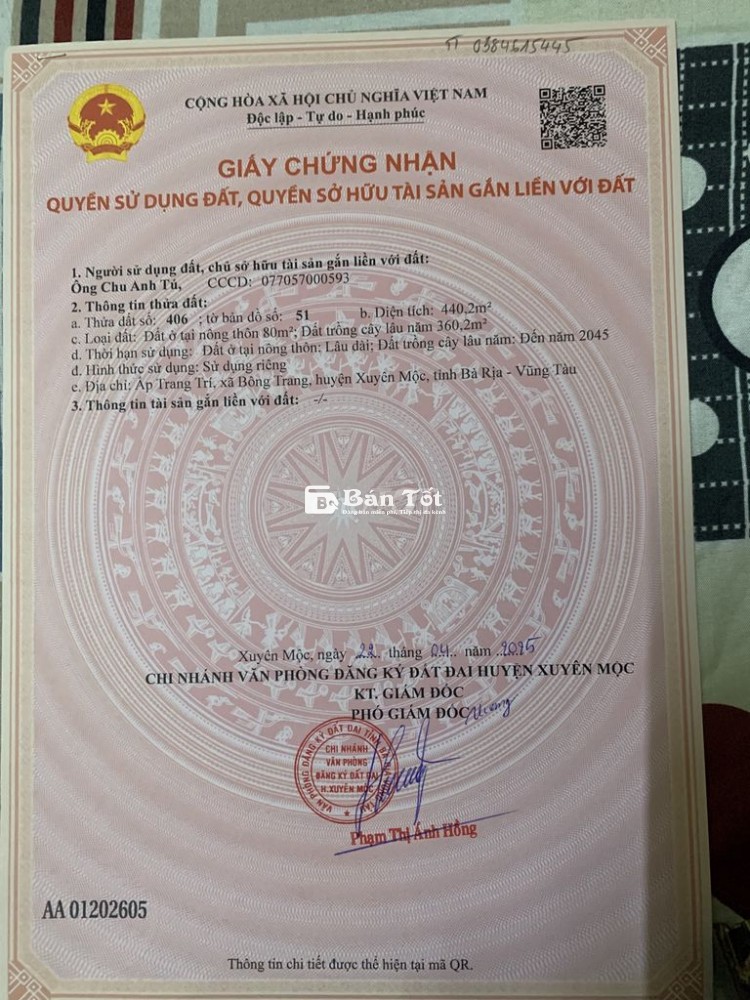 TT 0984615445
CỘNG HÒA XÃ HỘI CHỦ NGHĨA VIỆT NAM
Độc lập - Tự do - Hạnh phúc
GIẤY CHỨNG NHẬN
QUYỀN SỬ DỤNG ĐẤT, QUYỀN SỞ HỮU TÀI SẢN GẮN LIỀN VỚI ĐẤT
1. Người sử dụng đất, chủ sở hữu tài sản gắn liền với đất:
Ông Chu Anh Tú, CCCD: 077057000593
2. Thông tin thửa đất:
a. Thửa đất số: 406 ; tờ bản đồ số: 51 b. Diện tích: 440,2m²
c. Loại đất: Đất ở tại nông thôn 80m²; Đất trồng cây lâu năm 360,2m²
d. Thời hạn sử dụng: Đất ở tại nông thôn: Lâu dài; Đất trồng cây lâu năm: Đến năm 2045
đ. Hình thức sử dụng: Sử dụng riêng
e. Địa chỉ: Ấp Trang Trí, xã Bông Trang, huyện Xuyên Mộc, tỉnh Bà Rịa - Vũng Tàu
3. Thông tin tài sản gắn liền với đất: -/-
Bán Tốt
Xuyên Mộc, ngày 22 tháng 04 năm 2025
CHI NHÁNH VĂN PHÒNG ĐĂNG KÝ ĐẤT ĐAI HUYỆN XUYÊN MỘC
KT. GIÁM ĐỐC
PHÓ GIÁM ĐỐC
VĂN PHÒNG ĐĂNG KÝ ĐẤT ĐAI TỈNH
CHI NHÁNH
VĂN PHÒNG
ĐĂNG KÝ ĐẤT ĐAI
H.XUYÊN MỘC
Phạm Thị Ánh Hồng
AA 01202605
Thông tin chi tiết được thể hiện tại mã QR.